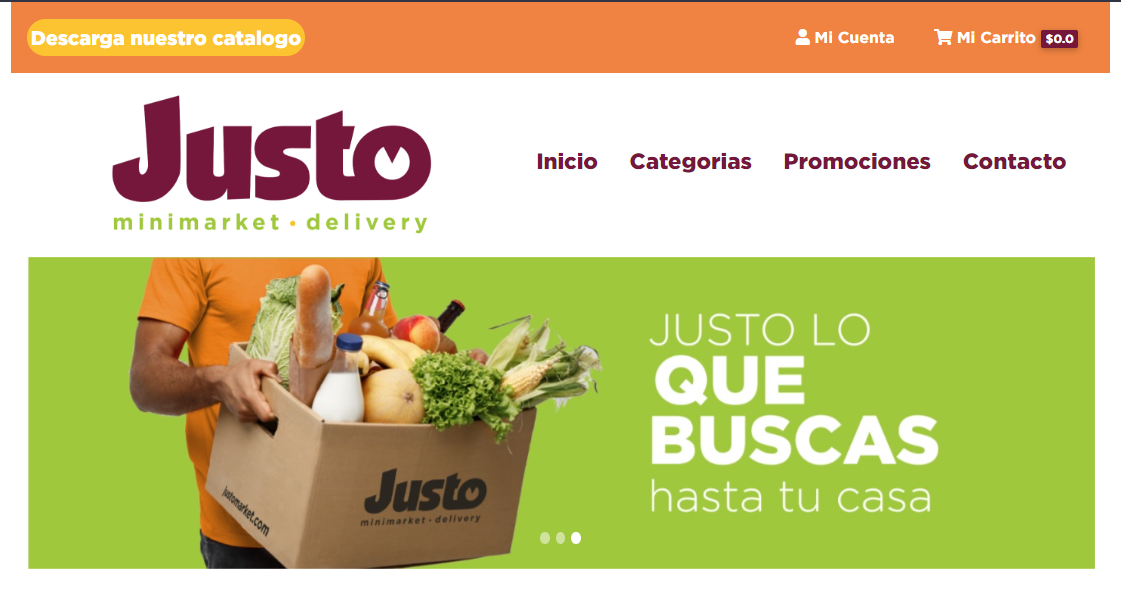 Descarga nuestro catalogo
Mi Cuenta
Mi Carrito $0.0
Justo
minimarket · delivery
Inicio Categorias Promociones Contacto
JUSTO LO
QUE
BUSCAS
hasta tu casa
justomarket.com
Justo
minimarket · delivery